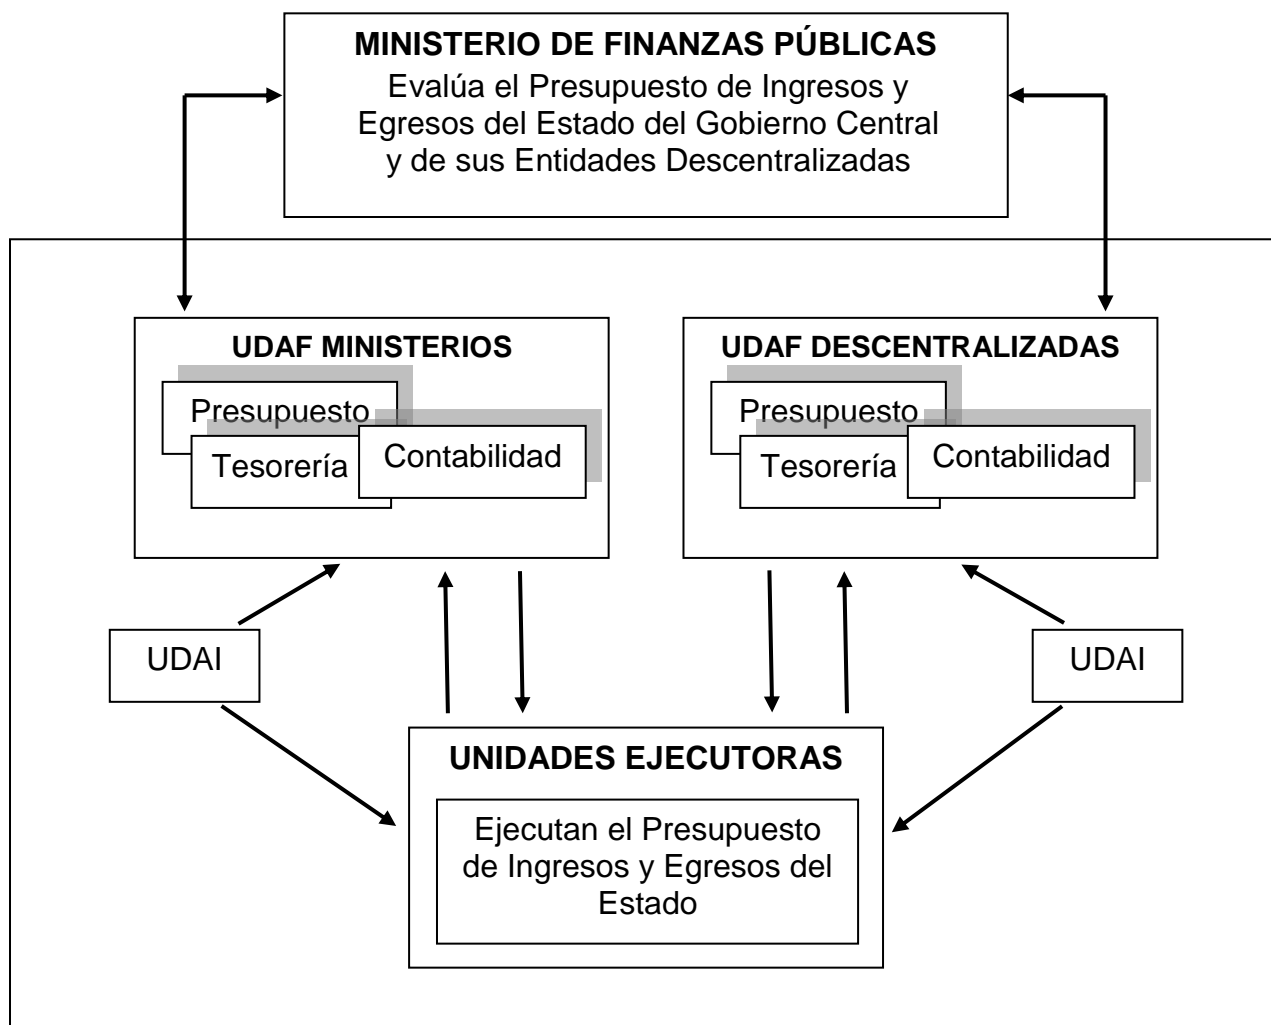 MINISTERIO DE FINANZAS PÚBLICAS
Evalúa el Presupuesto de Ingresos y
Egresos del Estado del Gobierno Central
y de sus Entidades Descentralizadas
UDAF MINISTERIOS
Presupuesto
Tesorería
Contabilidad
UDAF DESCENTRALIZADAS
Presupuesto
Tesorería
Contabilidad
UDAI
UDAI
UNIDADES EJECUTORAS
Ejecutan el Presupuesto
de Ingresos y Egresos del
Estado